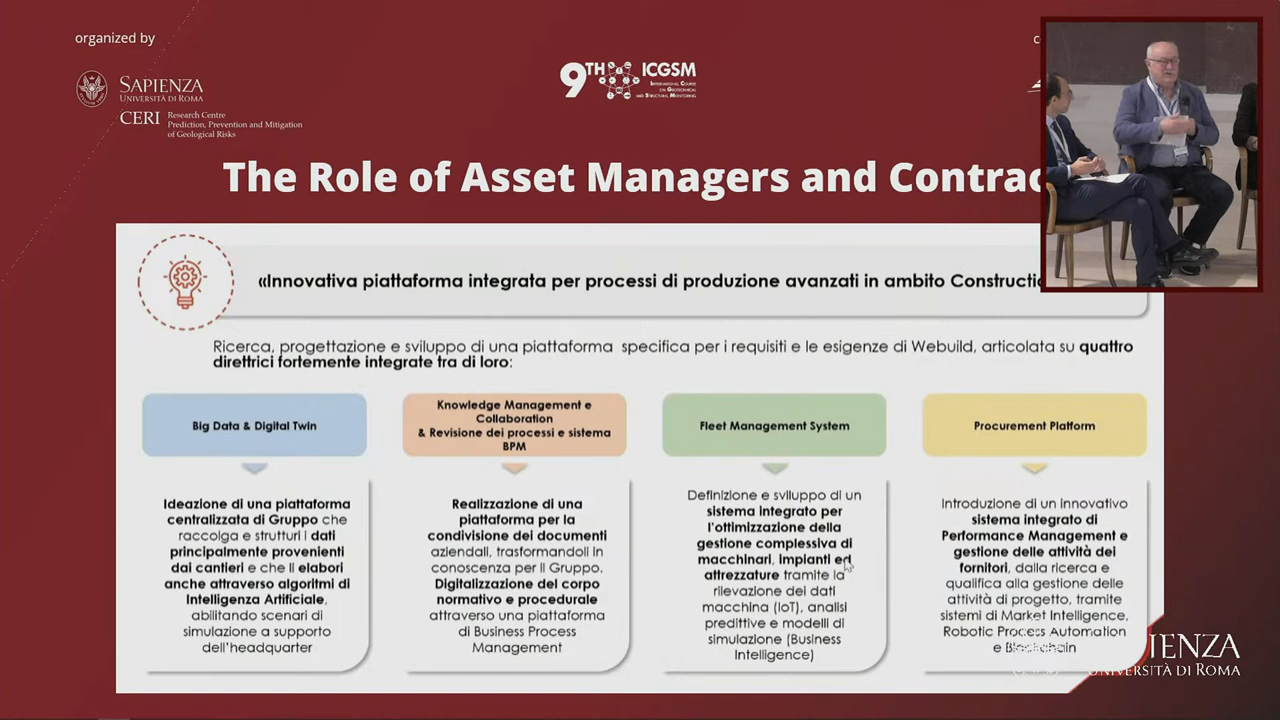 organized by
SAPIENZA
UNIVERSITÀ DI ROMA
CERI
Research Centre
Prediction, Prevention and Mitigation
of Geological Risks
9TH ICGSM
INTERNATIONAL COURSE
ON GEOTECHNICAL
AND STRUCTURAL MONITORING
The Role of Asset Managers and Contrac
«Innovativa piattaforma integrata per processi di produzione avanzati in ambito Constructi
Ricerca, progettazione e sviluppo di una piattaforma specifica per i requisiti e le esigenze di Webuild, articolata su quattro
direttrici fortemente integrate tra di loro:
Big Data & Digital Twin
Ideazione di una piattaforma
centralizzata di Gruppo che
raccolga e strutturi i dati
principalmente provenienti
dai cantieri e che li elabori
anche attraverso algoritmi di
Intelligenza Artificiale,
abilitando scenari di
simulazione a supporto
dell'headquarter
Knowledge Management e
Collaboration
& Revisione dei processi e sistema
BPM
Realizzazione di una
piattaforma per la
condivisione dei documenti
aziendali, trasformandoli in
conoscenza per il Gruppo.
Digitalizzazione del corpo
normativo e procedurale
attraverso una piattaforma
di Business Process
Management
Fleet Management System
Definizione e sviluppo di un
sistema integrato per
l'ottimizzazione della
gestione complessiva di
macchinari, impianti ed
attrezzature tramite la
rilevazione dei dati
macchina (IoT), analisi
predittive e modelli di
simulazione (Business
Intelligence)
Procurement Platform
Introduzione di un innovativo
sistema integrato di
Performance Management e
gestione delle attività dei
fornitori, dalla ricerca e
qualifica alla gestione delle
attività di progetto, tramite
sistemi di Market Intelligence,
Robotic Process Automation
e Blockchain
IENZA
UNIVERSITÀ DI ROMA